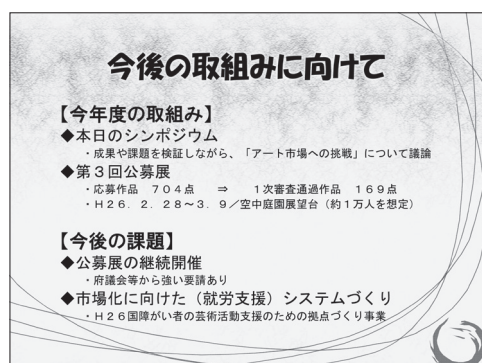 今後の取組みに向けて
【今年度の取組み】
◆本日のシンポジウム
・成果や課題を検証しながら、「アート市場への挑戦」について議論
◆第３回公募展
・応募作品　７０４点　⇒　１次審査通過作品　１６９点
・Ｈ２６．２．２８～３．９／空中庭園展望台（約１万人を想定）
【今後の課題】
◆公募展の継続開催
・府議会等から強い要請あり
◆市場化に向けた（就労支援）システムづくり
・Ｈ２６国障がい者の芸術活動支援のための拠点づくり事業